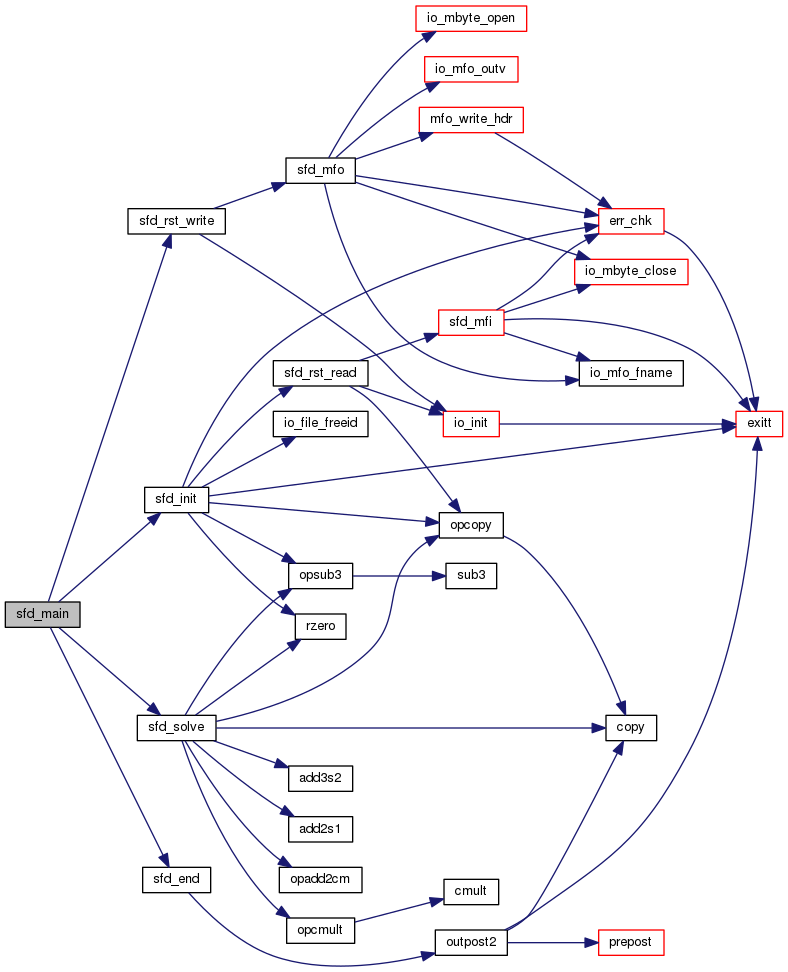 io_mbyte_open
io_mfo_outv
mfo_write_hdr
sfd_mfo
sfd_rst_write
err_chk
io_mbyte_close
sfd_mfi
sfd_rst_read
io_mfo_fname
io_file_freeid
io_init
exitt
sfd_init
opcopy
opsub3
sub3
sfd_main
rzero
sfd_solve
copy
add3s2
add2s1
sfd_end
opadd2cm
cmult
opcmult
outpost2
prepost